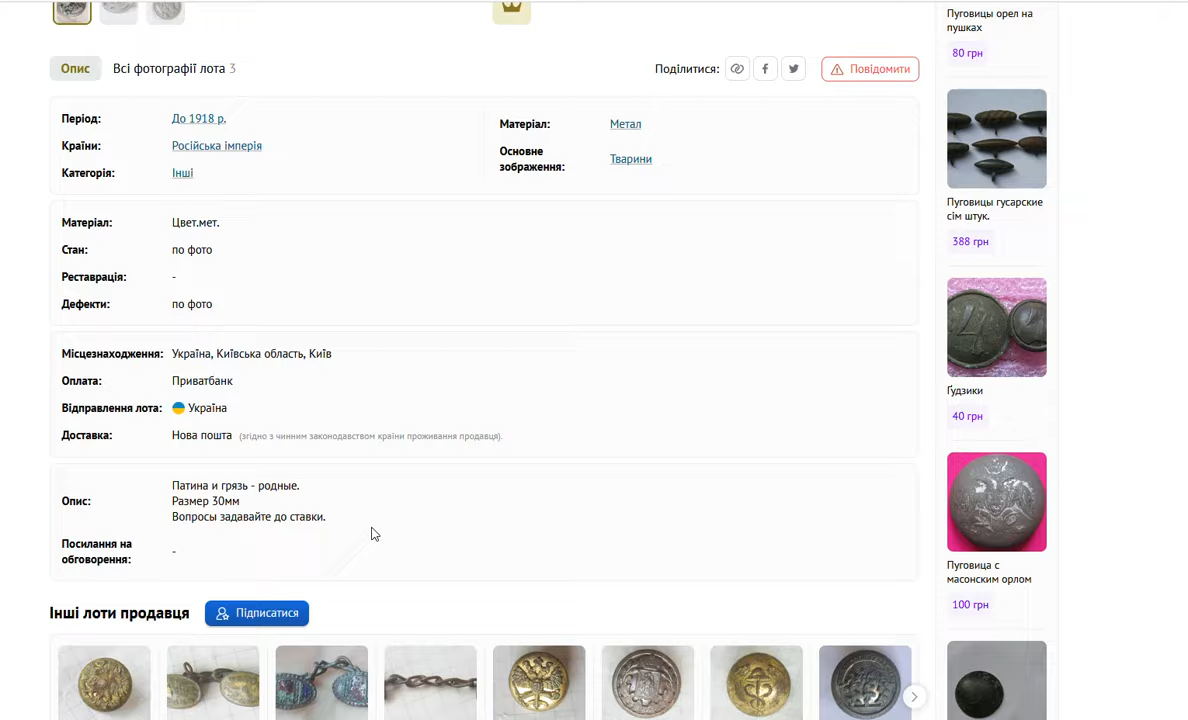 Опис
Всі фотографії лота 3
Поділитися:
Повідомити
Період: До 1918 р.
Країни: Російська імперія
Категорія: Інші
Матеріал: Метал
Основне
зображення: Тварини
Матеріал: Цвет.мет.
Стан: по фото
Реставрація: -
Дефекти: по фото
Місцезнаходження: Україна, Київська область, Київ
Оплата: Приватбанк
Відправлення лота: Україна
Доставка: Нова пошта (згідно з чинним законодавством країни проживання продавця).
Опис:
Патина и грязь - родные.
Размер 30мм
Вопросы задавайте до ставки.
Посилання на
обговорення: -
Інші лоти продавця
Підписатися
Пуговицы орел на
пушках
80 грн
Пуговицы гусарские
сім штук.
388 грн
4
Ґудзики
40 грн
Пуговица с
масонским орлом
100 грн